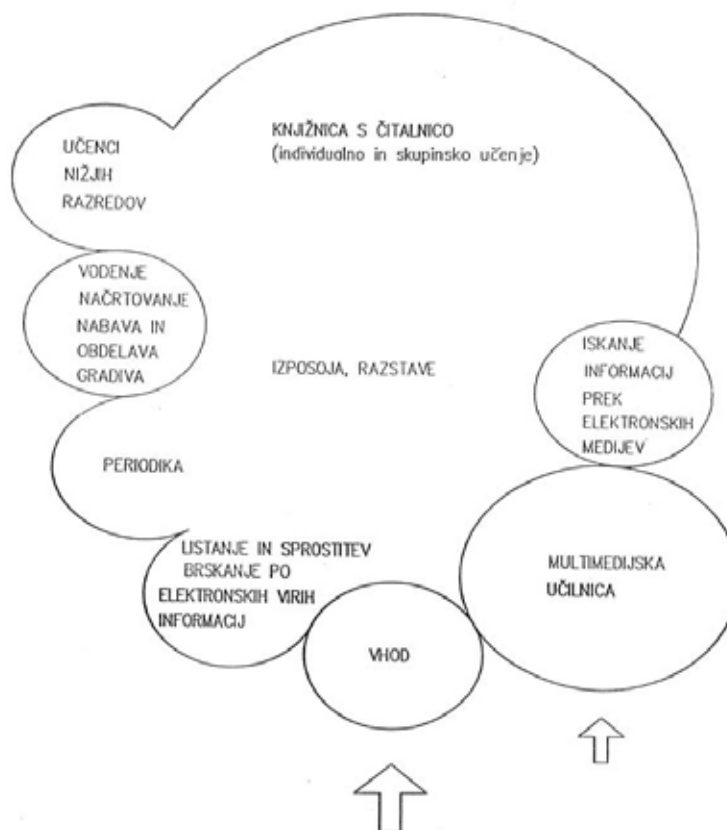 KNJIŽNICA S ČITALNICO
(individualno in skupinsko učenje)
UČENCI
NIŽJIH
RAZREDOV
VODENJE
NAČRTOVANJE
NABAVA IN
OBDELAVA
GRADIVA
IZPOSOJA, RAZSTAVE
ISKANJE
INFORMACIJ
PREK
ELEKTRONSKIH
MEDIJEV
PERIODIKA
LISTANJE IN SPROSTITEV
BRSKANJE PO
ELEKTRONSKIH VIRIH
INFORMACIJ
MULTIMEDIJSKA
UČILNICA
VHOD